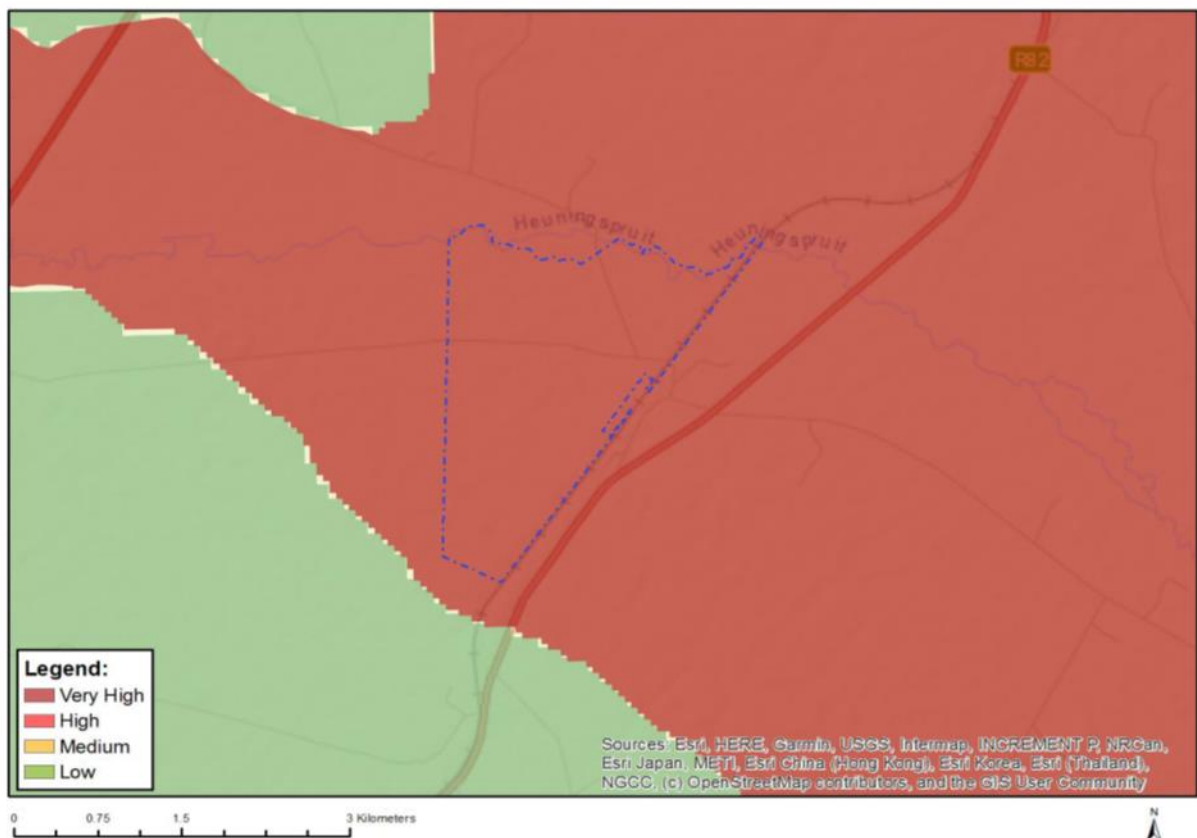 R82
Heuningspruit
Heuningspruit
Legend:
Very High
High
Medium
Low
Sources: Esri, HERE, Garmin, USGS, Intermap, INCREMENT P, NRCan,
Esri Japan, METI, Esri China (Hong Kong), Esri Korea, Esri (Thailand),
NGCC, (c) OpenStreetMap contributors, and the GIS User Community
0 0.75 1.5 3 Kilometers
N